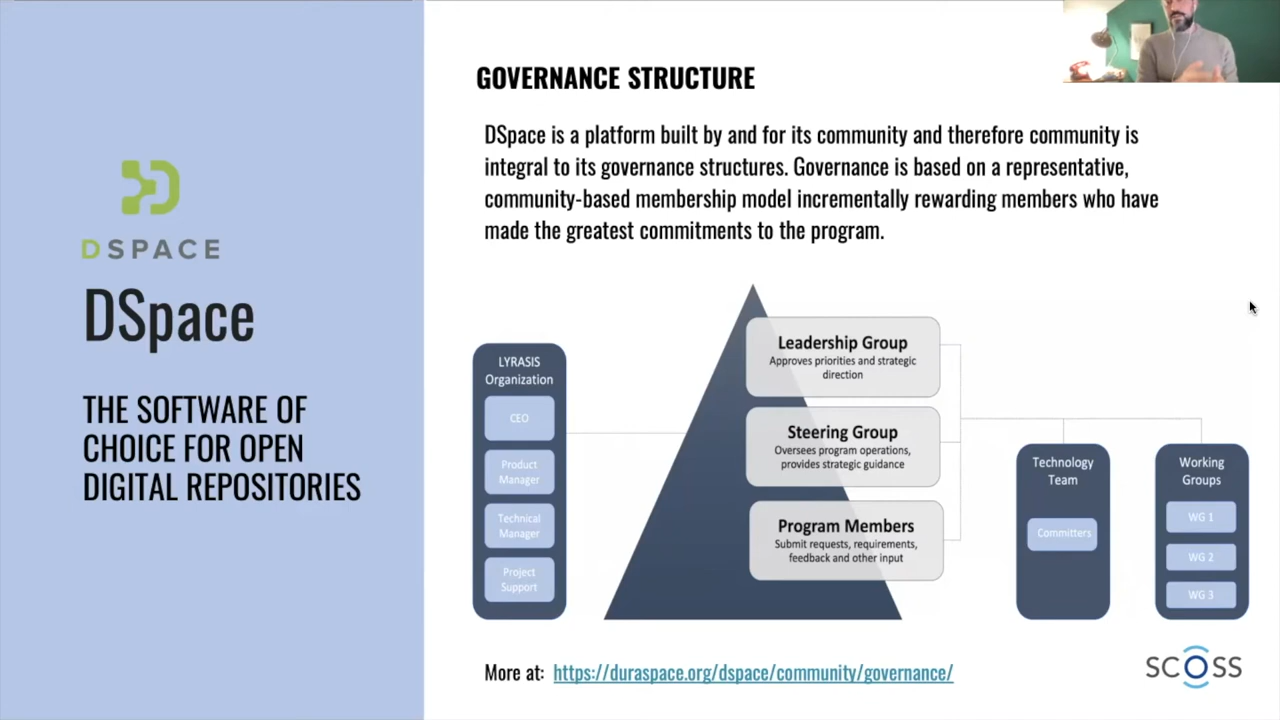 DSPACE
DSpace
THE SOFTWARE OF
CHOICE FOR OPEN
DIGITAL REPOSITORIES
GOVERNANCE STRUCTURE
DSpace is a platform built by and for its community and therefore community is
integral to its governance structures. Governance is based on a representative,
community-based membership model incrementally rewarding members who have
made the greatest commitments to the program.
LYRASIS
Organization
CEO
Product
Manager
Technical
Manager
Project
Support
Leadership Group
Approves priorities and strategic
direction
Steering Group
Oversees program operations,
provides strategic guidance
Program Members
Submit requests, requirements,
feedback and other input
Technology
Team
Committers
Working
Groups
WG 1
WG 2
WG 3
More at: https://duraspace.org/dspace/community/governance/
SCOSS